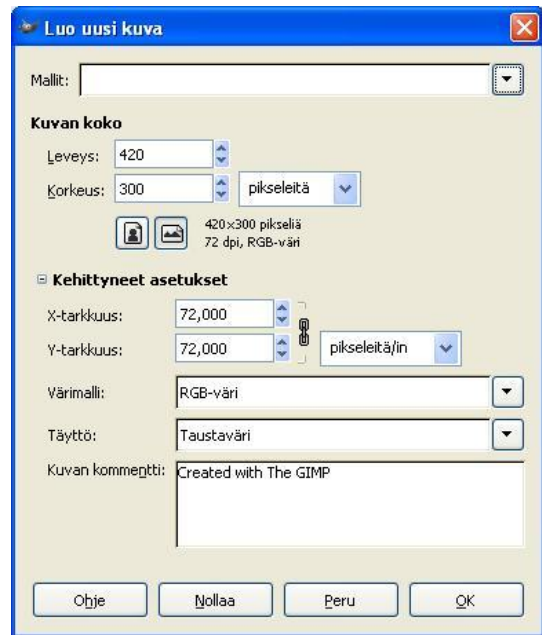 Luo uusi kuva
Mallit:
Kuvan koko
Leveys: 420
Korkeus: 300 pikseleitä
420×300 pikseliä
72 dpi, RGB-väri
Kehittyneet asetukset
X-tarkkuus: 72,000
Y-tarkkuus: 72,000 pikseleitä/in
Värimalli: RGB-väri
Täyttö: Taustaväri
Kuvan kommentti: Created with The GIMP
Ohje Nollaa Peru OK